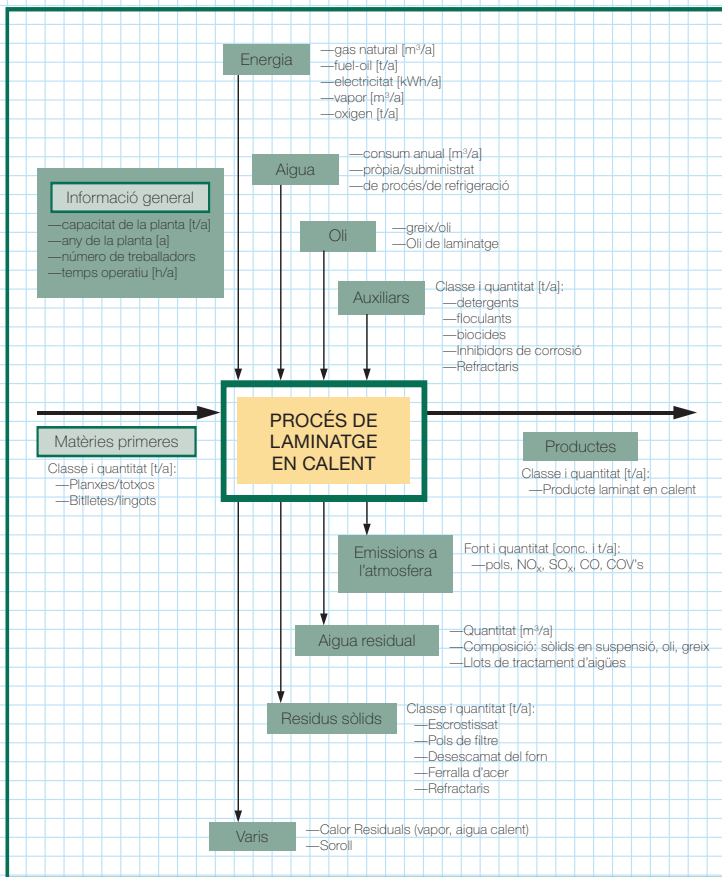 Energia
—gas natural [m³/a]
—fuel-oil [t/a]
—electricitat [kWh/a]
—vapor [m³/a]
—oxigen [t/a]
Aigua
—consum anual [m³/a]
—pròpia/subministrat
—de procés/de refrigeració
Informació general
—capacitat de la planta [t/a]
—any de la planta [a]
—número de treballadors
—temps operatiu [h/a]
Oli
—greix/oli
—Oli de laminatge
Auxiliars
Classe i quantitat [t/a]:
—detergents
—floculants
—biocides
—Inhibidors de corrosió
—Refractaris
Matèries primeres
Classe i quantitat [t/a]:
—Planxes/totxos
—Bitlletes/lingots
PROCÉS DE
LAMINATGE
EN CALENT
Productes
Classe i quantitat [t/a]:
—Producte laminat en calent
Emissions a
l'atmosfera
Font i quantitat [conc. i t/a]:
—pols, NOₓ, SOₓ, CO, COV's
Aigua residual
—Quantitat [m³/a]
—Composició: sòlids en suspensió, oli, greix
—Llots de tractament d'aigües
Residus sòlids
Classe i quantitat [t/a]:
—Escrostissat
—Pols de filtre
—Desescamat del forn
—Ferralla d'acer
—Refractaris
Varis
—Calor Residuals (vapor, aigua calent)
—Soroll